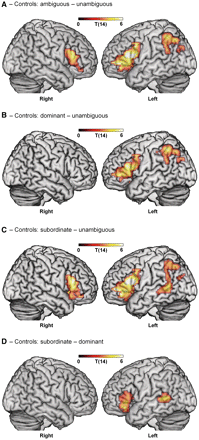 A – Controls: ambiguous – unambiguous
0 6
T(14)
Right Left
B – Controls: dominant – unambiguous
0 6
T(14)
Right Left
C – Controls: subordinate – unambiguous
0 6
T(14)
Right Left
D – Controls: subordinate – dominant
0 6
T(14)
Right Left